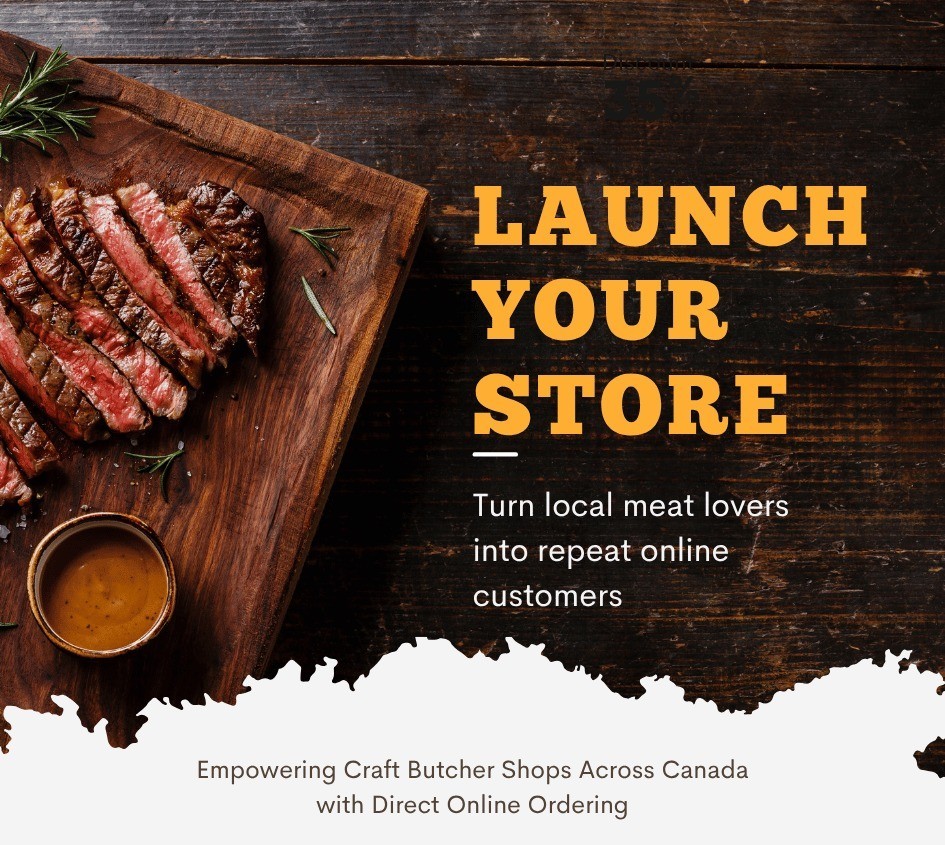 LAUNCH
YOUR
STORE
Turn local meat lovers
into repeat online
customers
Empowering Craft Butcher Shops Across Canada
with Direct Online Ordering